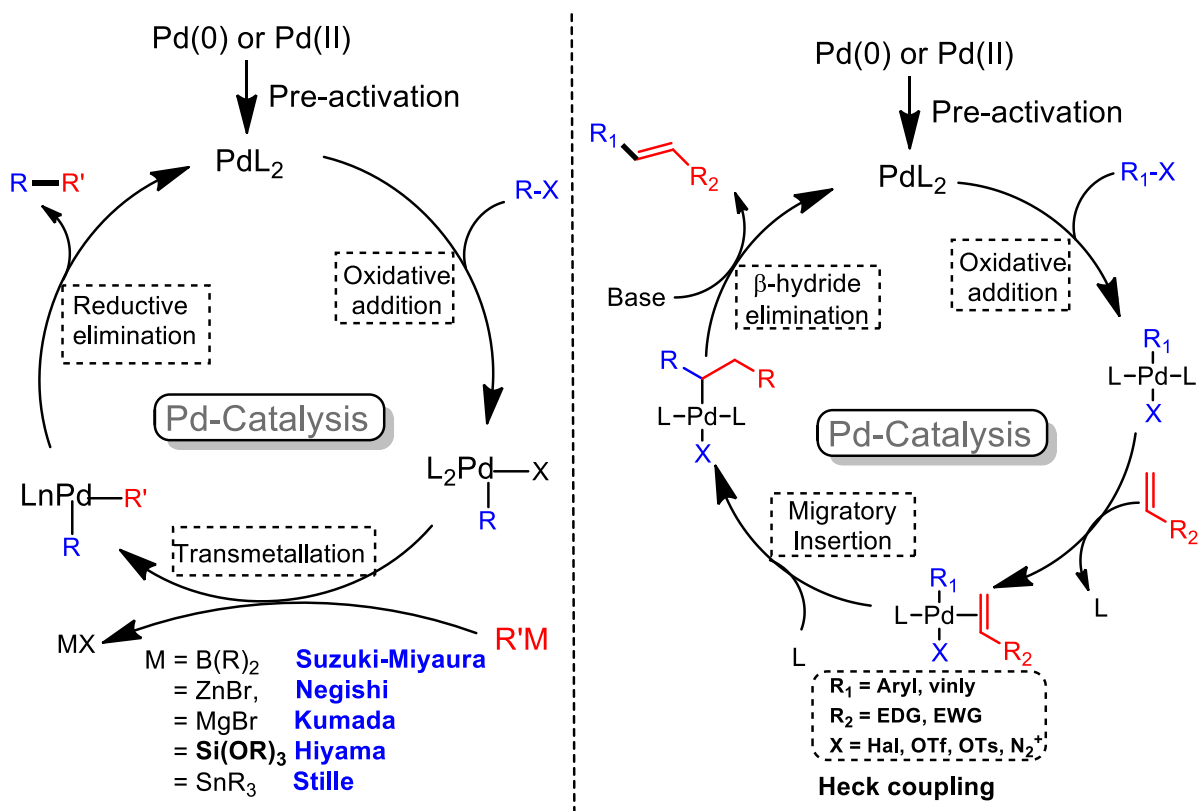 Pd(0) or Pd(II)
Pre-activation
PdL2
R-R'
R-X
Oxidative
addition
Reductive
elimination
Pd-Catalysis
L2Pd-X
R
LnPd-R'
R
Transmetallation
MX
R'M
M = B(R)2 Suzuki-Miyaura
= ZnBr, Negishi
= MgBr Kumada
= Si(OR)3 Hiyama
= SnR3 Stille
Pd(0) or Pd(II)
Pre-activation
R1
R2
PdL2
R1-X
Oxidative
addition
β-hydride
elimination
Base
R
R
L-Pd-L
X
R1
L-Pd-L
X
Pd-Catalysis
Migratory
Insertion
R2
R1
L-Pd
X
R2
L
L
R1 = Aryl, vinly
R2 = EDG, EWG
X = Hal, OTf, OTs, N2+
Heck coupling